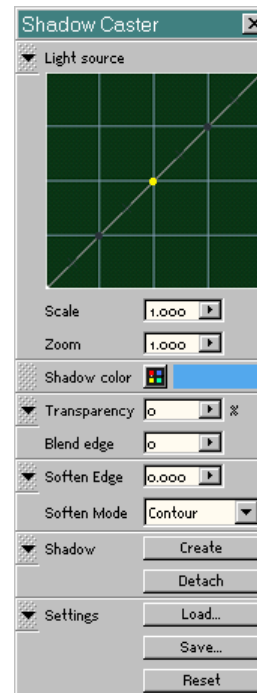 Shadow Caster
Light source
Scale 1.000
Zoom 1.000
Shadow color
Transparency 0 %
Blend edge 0
Soften Edge 0.000
Soften Mode Contour
Shadow Create
Detach
Settings Load...
Save...
Reset